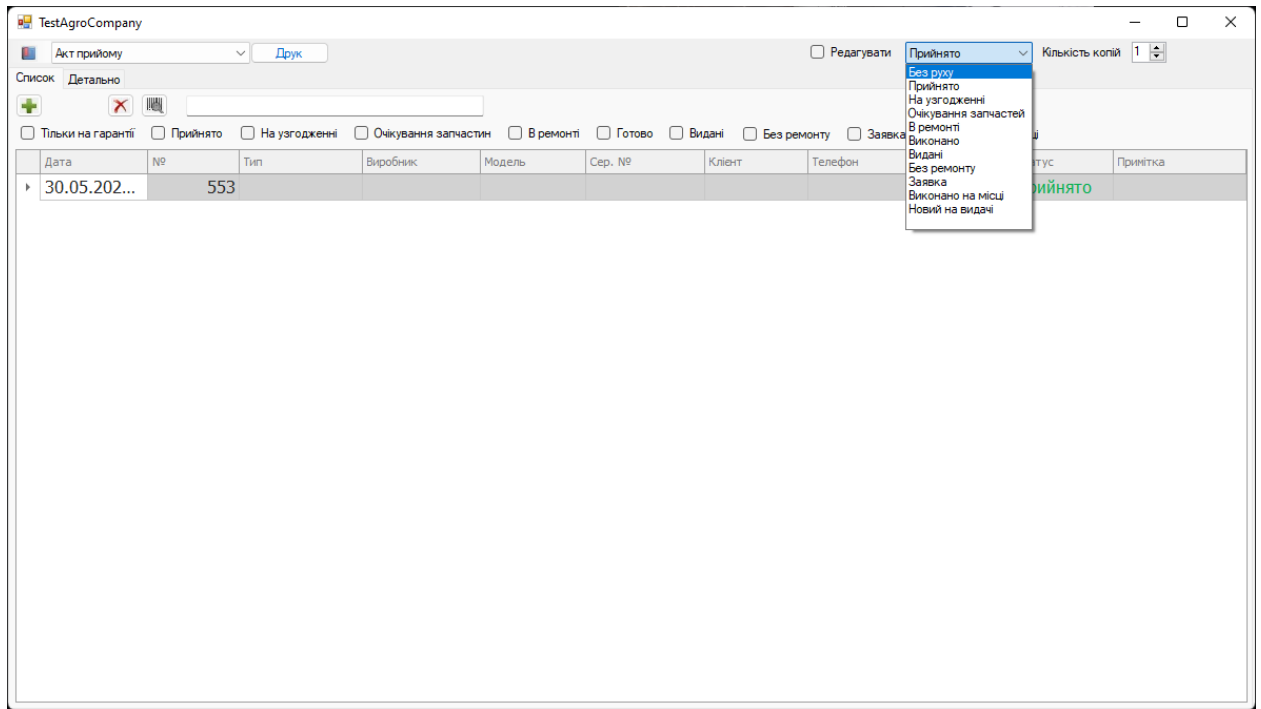 TestAgroCompany
Акт прийому Друк Редагувати Прийнято Кількість копій 1
Список Детально
Без руху
Прийнято
На узгодженні
Очікування запчастей
В ремонті
Виконано
Видані
Без ремонту
Заявка
Виконано на місці
Новий на видачі
Тільки на гарантії Прийнято На узгодженні Очікування запчастин В ремонті Готово Видані Без ремонту Заявка ці
Дата № Тип Виробник Модель Сер. № Клієнт Телефон атус Примітка
30.05.202... 553 рийнято